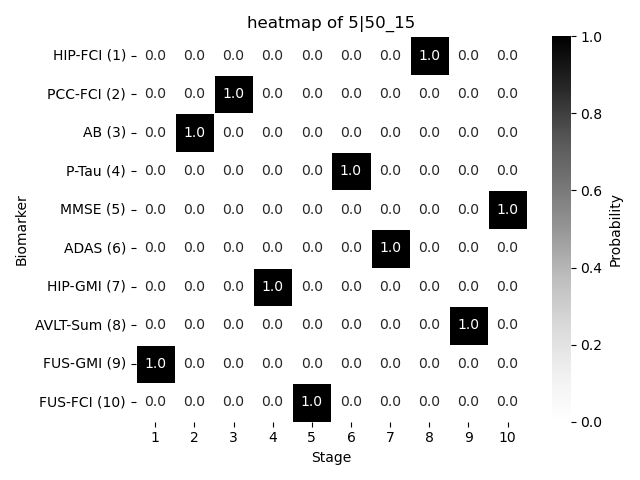 heatmap of 5|50_15
HIP-FCI (1) 0.0 0.0 0.0 0.0 0.0 0.0 0.0 1.0 0.0 0.0
PCC-FCI (2) 0.0 0.0 1.0 0.0 0.0 0.0 0.0 0.0 0.0 0.0
AB (3) 0.0 1.0 0.0 0.0 0.0 0.0 0.0 0.0 0.0 0.0
P-Tau (4) 0.0 0.0 0.0 0.0 0.0 1.0 0.0 0.0 0.0 0.0
MMSE (5) 0.0 0.0 0.0 0.0 0.0 0.0 0.0 0.0 0.0 1.0
ADAS (6) 0.0 0.0 0.0 0.0 0.0 0.0 1.0 0.0 0.0 0.0
HIP-GMI (7) 0.0 0.0 0.0 1.0 0.0 0.0 0.0 0.0 0.0 0.0
AVLT-Sum (8) 0.0 0.0 0.0 0.0 0.0 0.0 0.0 0.0 1.0 0.0
FUS-GMI (9) 1.0 0.0 0.0 0.0 0.0 0.0 0.0 0.0 0.0 0.0
FUS-FCI (10) 0.0 0.0 0.0 0.0 1.0 0.0 0.0 0.0 0.0 0.0
1 2 3 4 5 6 7 8 9 10
Stage
Biomarker
1.0
0.8
0.6
0.4
0.2
0.0
Probability